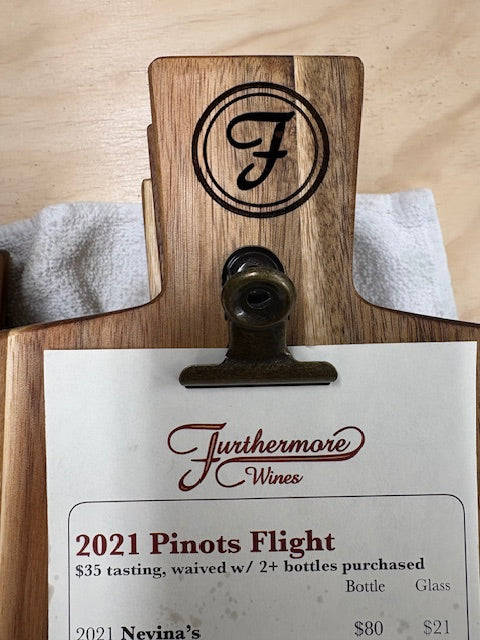 F
Furthermore
Wines
2021 Pinots Flight
$35 tasting, waived w/ 2+ bottles purchased
Bottle Glass
2021 Nevina's $80 $21